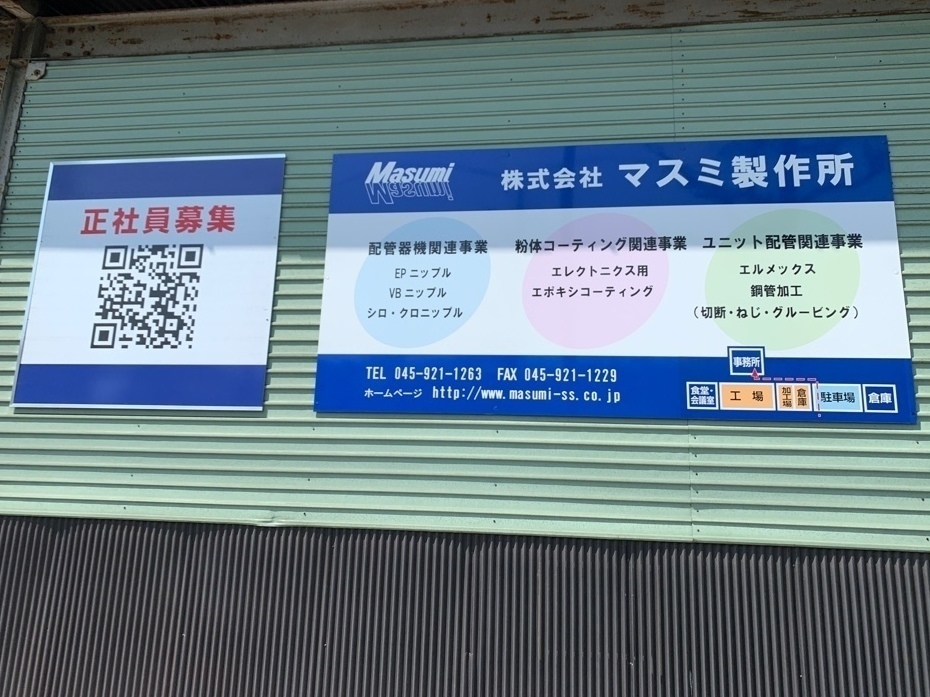 正社員募集
Masumi
株式会社 マスミ製作所
配管器機関連事業
EPニップル
VBニップル
シロ・クロニップル
粉体コーティング関連事業
エレクトニクス用
エポキシコーティング
ユニット配管関連事業
エルメックス
鋼管加工
(切断・ねじ・グルービング)
TEL 045-921-1263 FAX 045-921-1229
ホームページ http://www.masumi-ss.co.jp
事務所
食堂・
会議室
工場
加工場
倉庫
駐車場
倉庫